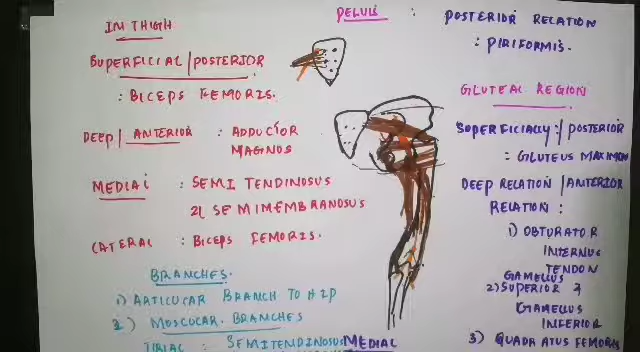 IN THIGH
SUPERFICIAL/POSTERIOR
: BICEPS FEMORIS.
DEEP/ANTERIOR : ADDUCTOR
MAGNOS
MEDIAL : SEMI TENDINOSUS
2( SEMIMEMBRANOSUS
LATERAL : BICEPS FEMORIS.
BRANCHES.
1) ARTICULAR BRANCH TO HIP
2) MUSCULAR BRANCHES
TIBIAL : SEMITENDINOSUS MEDIAL
PELVIS : POSTERIOR RELATION
: PIRIFORMIS.
GLUTEAL REGION
SUPERFICIALLY:/POSTERIOR
: GLUTEUS MAXIMU
DEEP RELATION/ANTERIOR
RELATION :
1) OBTURATOR
INTERNUS
TENDON
GAMELLUS
2) SUPERIOR &
GAMELLUS
INFERIOR
3) QUADRATUS FEMORIS